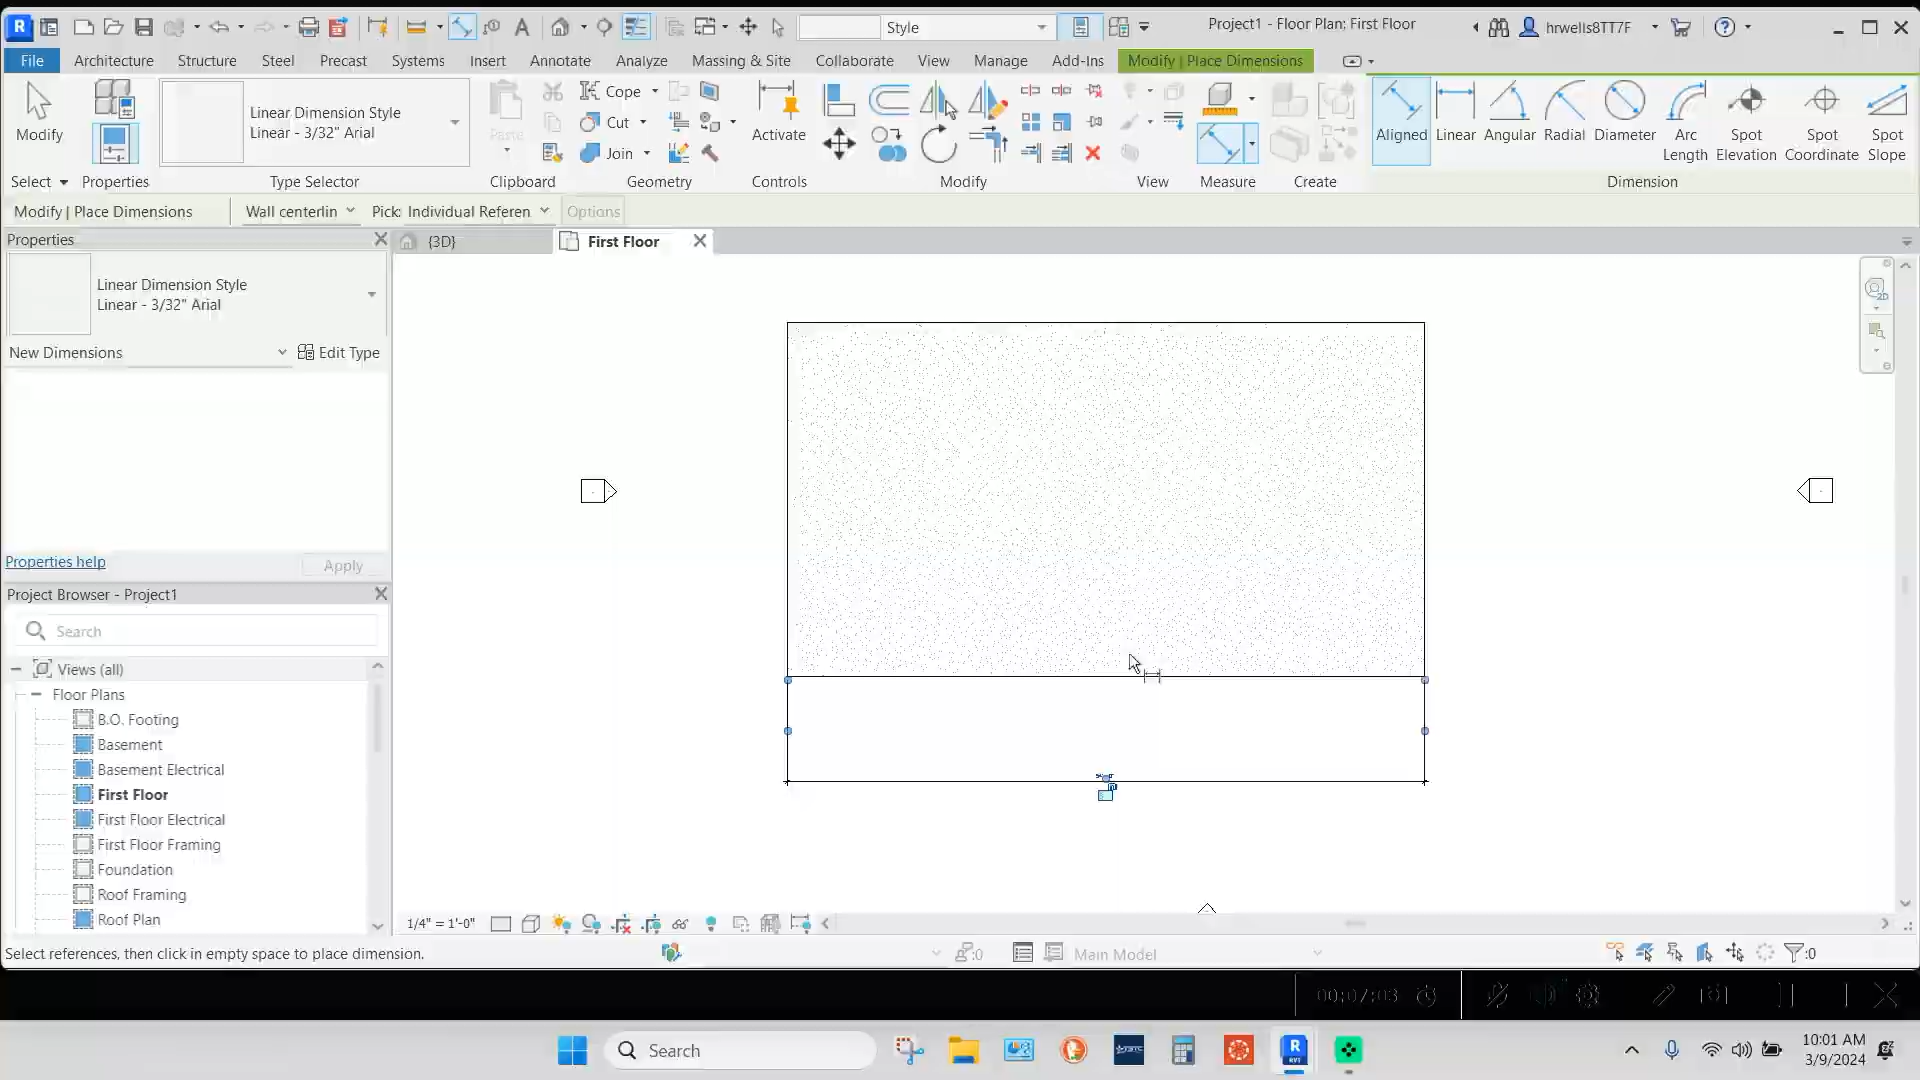 Style
Project1 - Floor Plan: First Floor
hrwells8TT7F
File
Architecture
Structure
Steel
Precast
Systems
Insert
Annotate
Analyze
Massing & Site
Collaborate
View
Manage
Add-Ins
Modify | Place Dimensions
Modify
Linear Dimension Style
Linear - 3/32" Arial
Paste
Cope
Cut
Join
Activate
Aligned
Linear
Angular
Radial
Diameter
Arc
Length
Spot
Elevation
Spot
Coordinate
Spot
Slope
Select
Properties
Type Selector
Clipboard
Geometry
Controls
Modify
View
Measure
Create
Dimension
Modify | Place Dimensions
Wall centerlin
Pick: Individual Referen
Options
Properties
{3D}
First Floor
Linear Dimension Style
Linear - 3/32" Arial
New Dimensions
Edit Type
2D
Properties help
Apply
Project Browser - Project1
Search
Views (all)
Floor Plans
B.O. Footing
Basement
Basement Electrical
First Floor
First Floor Electrical
First Floor Framing
Foundation
Roof Framing
Roof Plan
1/4" = 1'-0"
Select references, then click in empty space to place dimension.
:0
Main Model
:0
00:07:03
Search
10:01 AM
3/9/2024